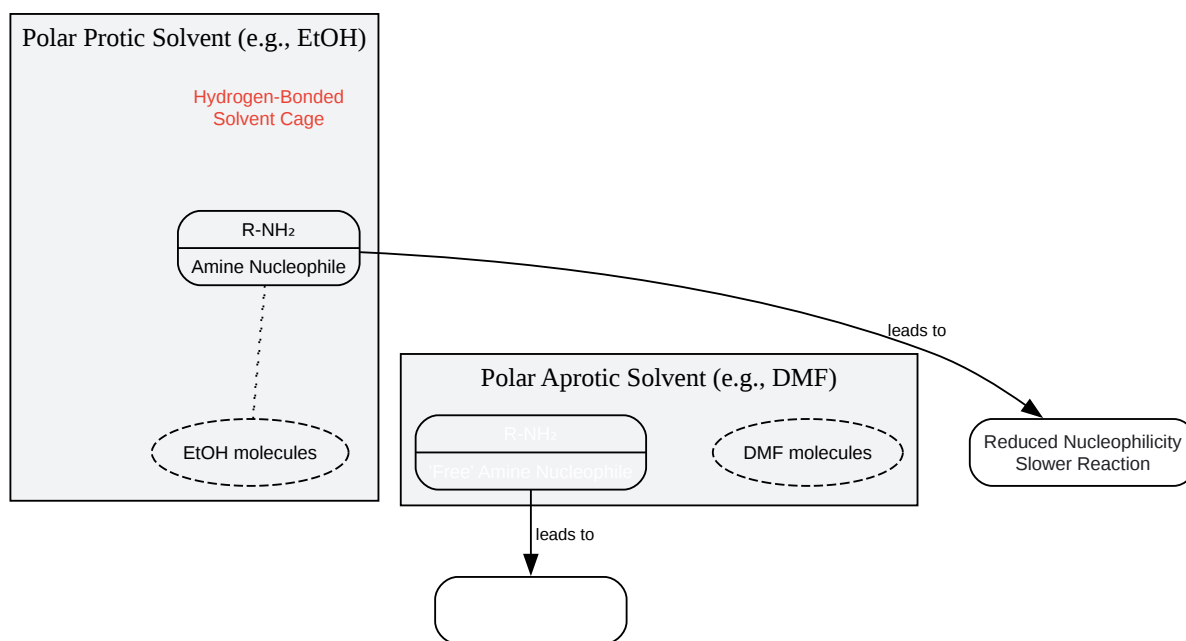 Polar Protic Solvent (e.g., EtOH)
Hydrogen-Bonded
Solvent Cage
R-NH₂
Amine Nucleophile
EtOH molecules
leads to
Polar Aprotic Solvent (e.g., DMF)
R-NH₂
'Free' Amine Nucleophile
DMF molecules
Reduced Nucleophilicity
Slower Reaction
leads to